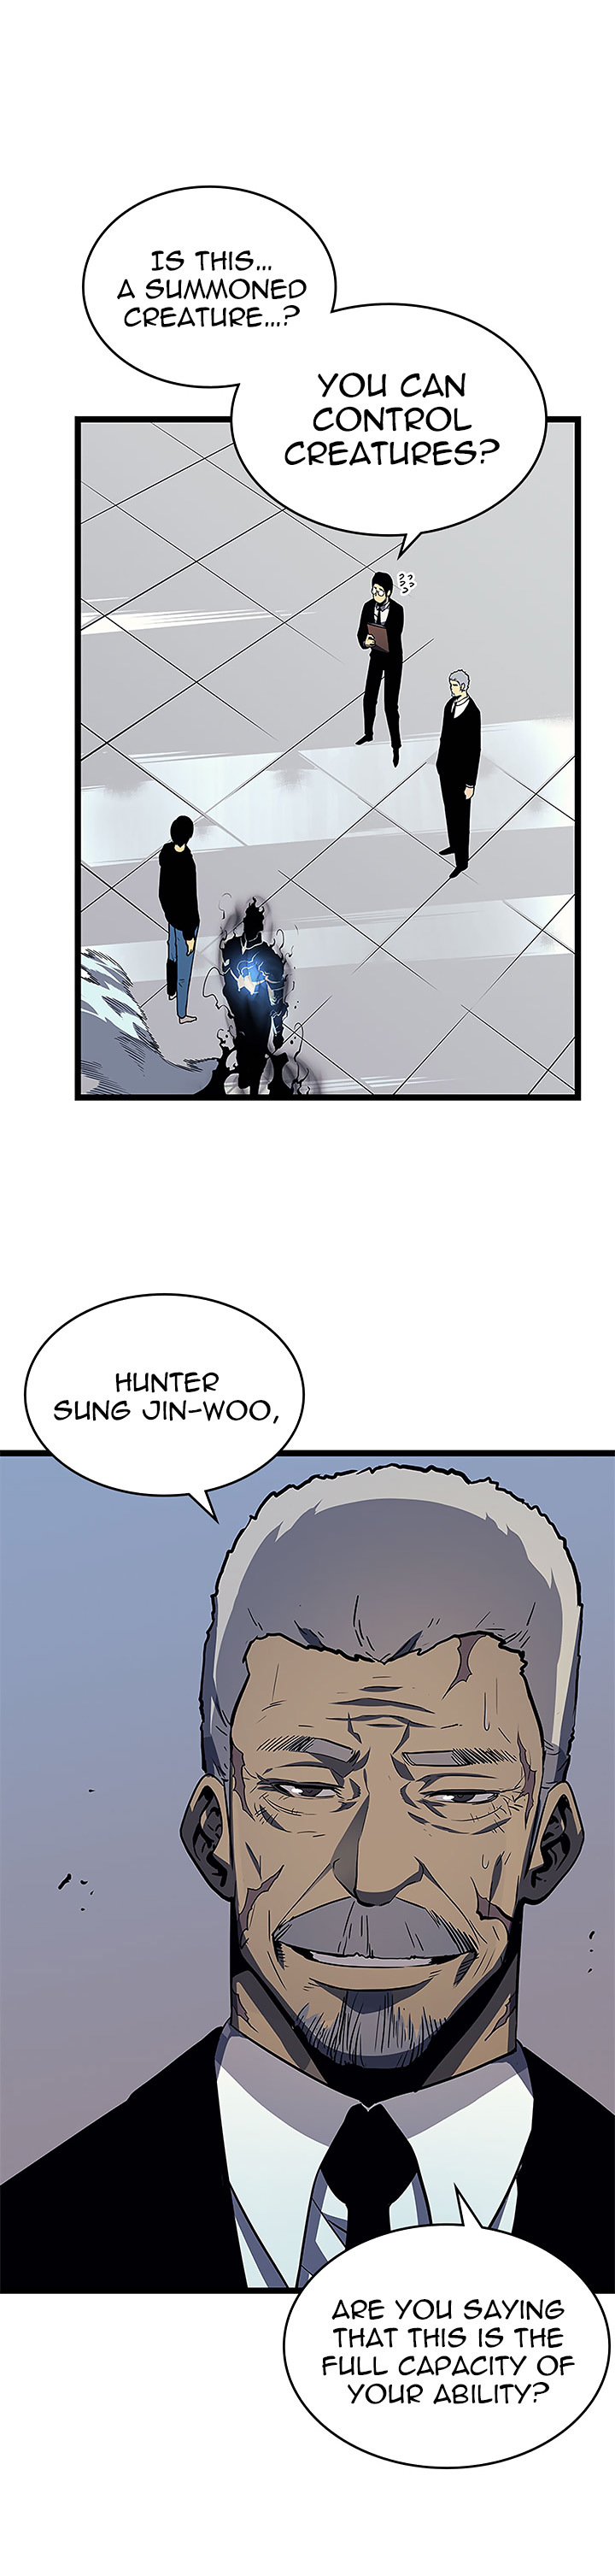 IS THIS...
A SUMMONED
CREATURE...?
YOU CAN
CONTROL
CREATURES?
HUNTER
SUNG JIN-WOO,
ARE YOU SAYING
THAT THIS IS THE
FULL CAPACITY OF
YOUR ABILITY?